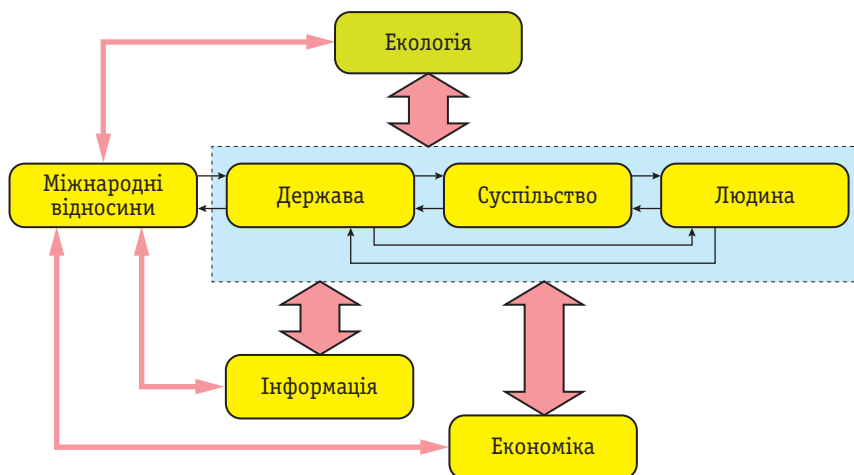 Екологія
Міжнародні
відносини
Держава
Суспільство
Людина
Інформація
Економіка